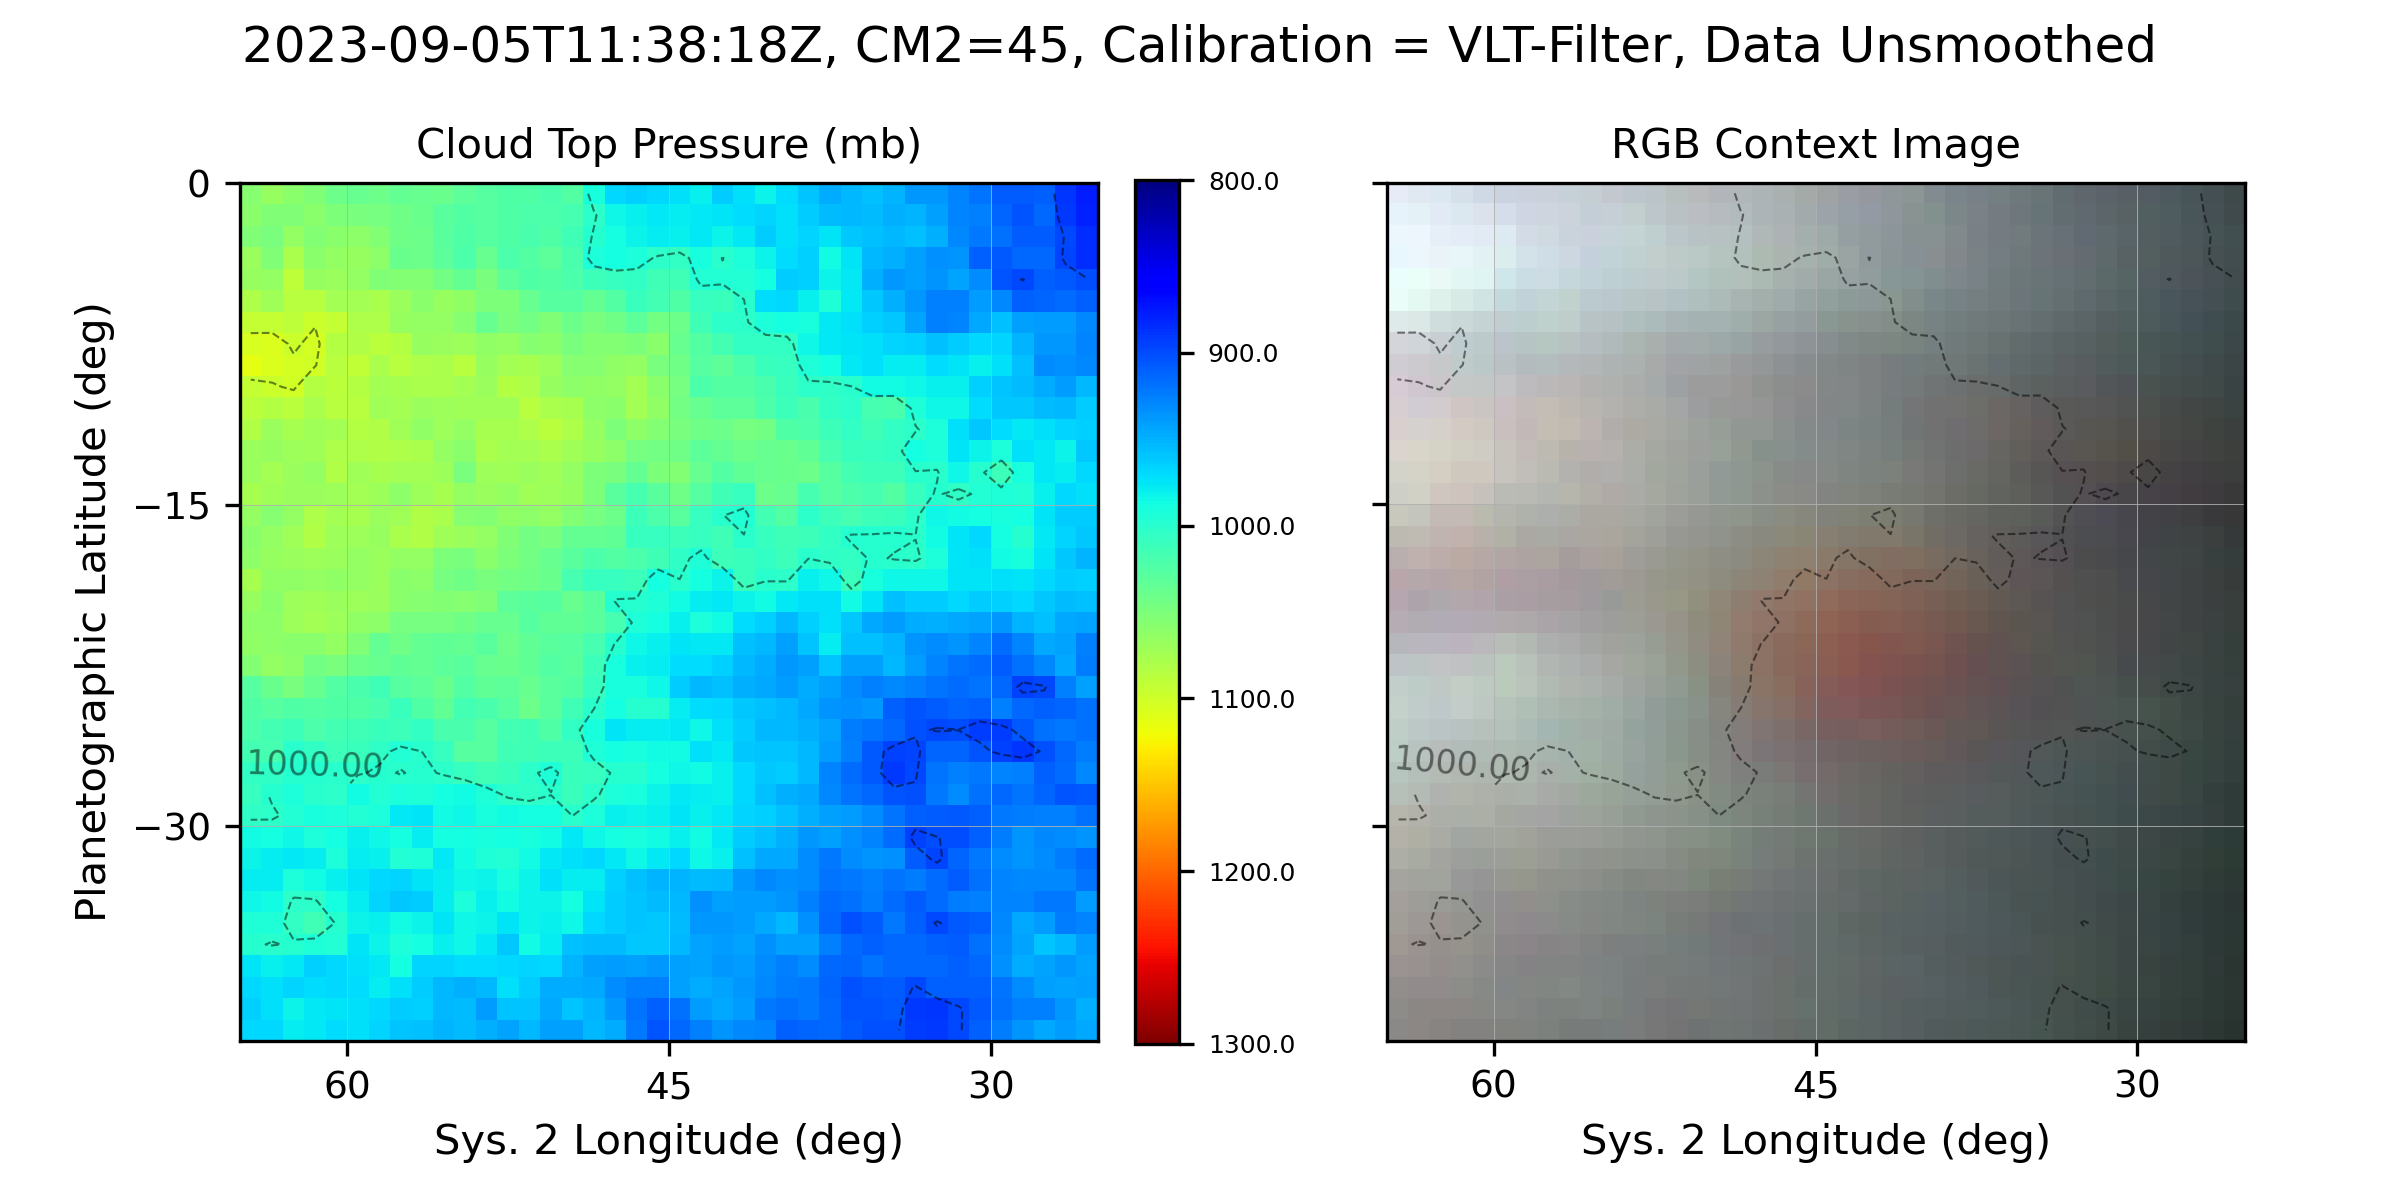 2023-09-05T11:38:18Z, CM2=45, Calibration = VLT-Filter, Data Unsmoothed
Cloud Top Pressure (mb)
0
−15
−30
Planetographic Latitude (deg)
1000.00
60
45
30
Sys. 2 Longitude (deg)
800.0
900.0
1000.0
1100.0
1200.0
1300.0
RGB Context Image
1000.00
60
45
30
Sys. 2 Longitude (deg)